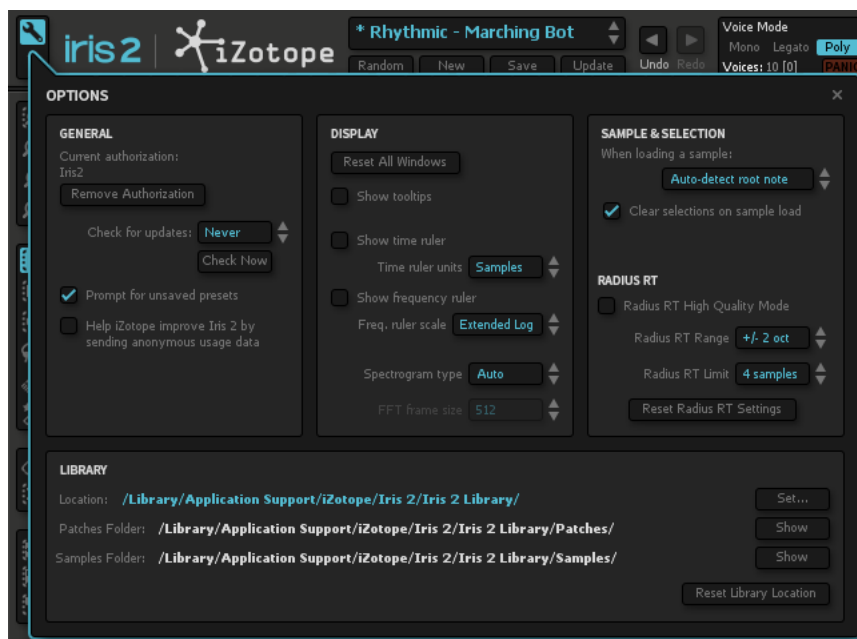 iris 2
iZotope
* Rhythmic - Marching Bot
Random
New
Save
Update
Undo
Redo
Voice Mode
Mono
Legato
Poly
Voices: 10 [0]
PANIC
OPTIONS
GENERAL
Current authorization:
Iris2
Remove Authorization
Check for updates:
Never
Check Now
Prompt for unsaved presets
Help iZotope improve Iris 2 by
sending anonymous usage data
DISPLAY
Reset All Windows
Show tooltips
Show time ruler
Time ruler units
Samples
Show frequency ruler
Freq. ruler scale
Extended Log
Spectrogram type
Auto
FFT frame size
512
SAMPLE & SELECTION
When loading a sample:
Auto-detect root note
Clear selections on sample load
RADIUS RT
Radius RT High Quality Mode
Radius RT Range
+/- 2 oct
Radius RT Limit
4 samples
Reset Radius RT Settings
LIBRARY
Location: /Library/Application Support/iZotope/Iris 2/Iris 2 Library/
Set...
Patches Folder: /Library/Application Support/iZotope/Iris 2/Iris 2 Library/Patches/
Show
Samples Folder: /Library/Application Support/iZotope/Iris 2/Iris 2 Library/Samples/
Show
Reset Library Location